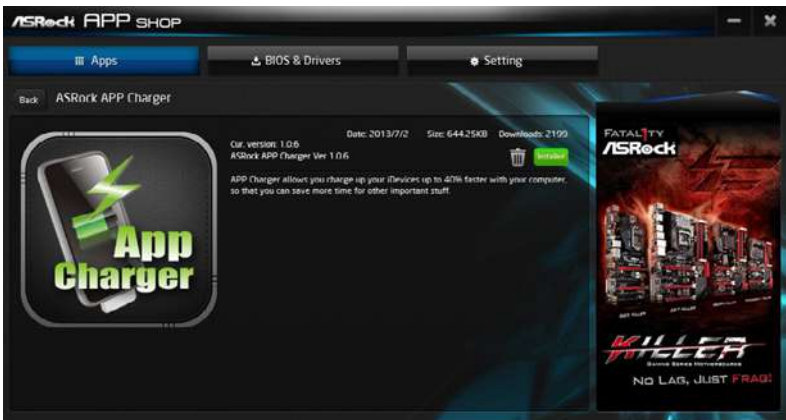 ASRock APP SHOP
Apps
BIOS & Drivers
Setting
Back
ASRock APP Charger
Date: 2013/7/2 Size: 644.25KB Downloads: 2199
Cur. version: 1.0.6
ASRock APP Charger Ver 1.0.6
Installed
APP Charger allows you charge up your iDevices up to 40% faster with your computer,
so that you can save more time for other important stuff.
App
Charger
FATAL1TY
ASRock
KILLER
GAMING SERIES MOTHERBOARDS
NO LAG, JUST FRAG!